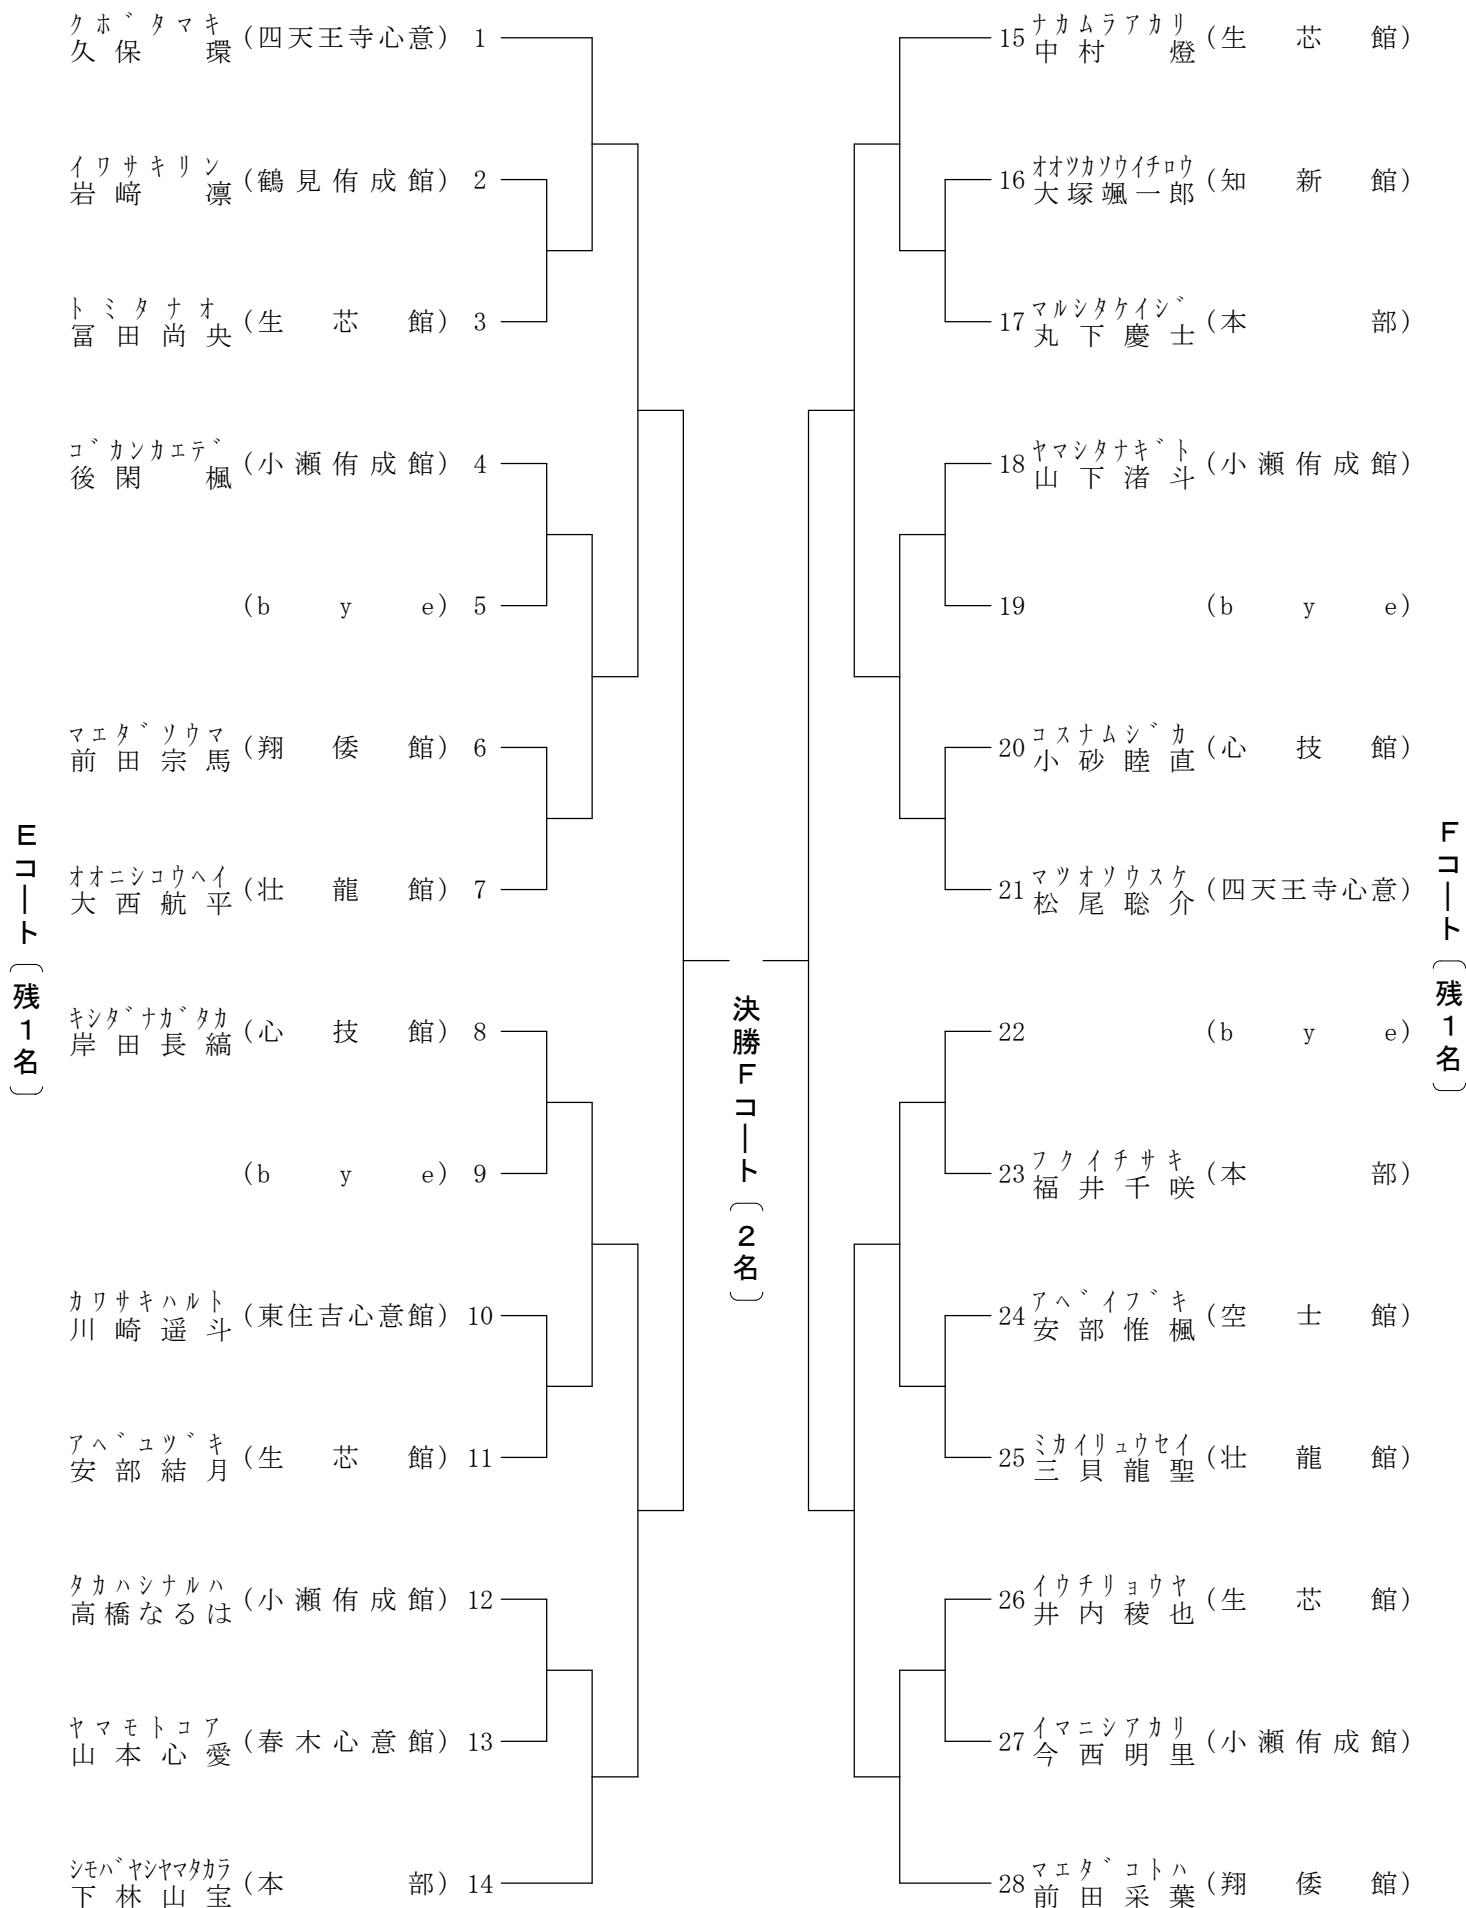 クボタマキ
久保 環 (四天王寺心意) 1
イワサキリン
岩﨑 凛 (鶴見侑成館) 2
トミタナオ
冨田尚央 (生芯館) 3
ゴカンカエデ
後閑 楓 (小瀬侑成館) 4
(bye) 5
マエダソウマ
前田宗馬 (翔倭館) 6
オオニシコウヘイ
大西航平 (壮龍館) 7
キシダナガタカ
岸田長縞 (心技館) 8
(bye) 9
カワサキハルト
川崎遥斗 (東住吉心意館) 10
アベユヅキ
安部結月 (生芯館) 11
タカハシナルハ
高橋なるは (小瀬侑成館) 12
ヤマモトコア
山本心愛 (春木心意館) 13
シモバヤシヤマタカラ
下林山宝 (本部) 14
Eコート〔残1名〕
決勝Fコート〔2名〕
15 ナカムラアカリ
中村 燈 (生芯館)
16 オオツカソウイチロウ
大塚颯一郎 (知新館)
17 マルシタケイジ
丸下慶士 (本部)
18 ヤマシタナギト
山下渚斗 (小瀬侑成館)
19 (bye)
20 コスナムジカ
小砂睦直 (心技館)
21 マツオソウスケ
松尾聡介 (四天王寺心意)
22 (bye)
23 フクイチサキ
福井千咲 (本部)
24 アベイブキ
安部惟楓 (空士館)
25 ミカイリュウセイ
三貝龍聖 (壮龍館)
26 イウチリョウヤ
井内稜也 (生芯館)
27 イマニシアカリ
今西明里 (小瀬侑成館)
28 マエダコトハ
前田采葉 (翔倭館)
Fコート〔残1名〕